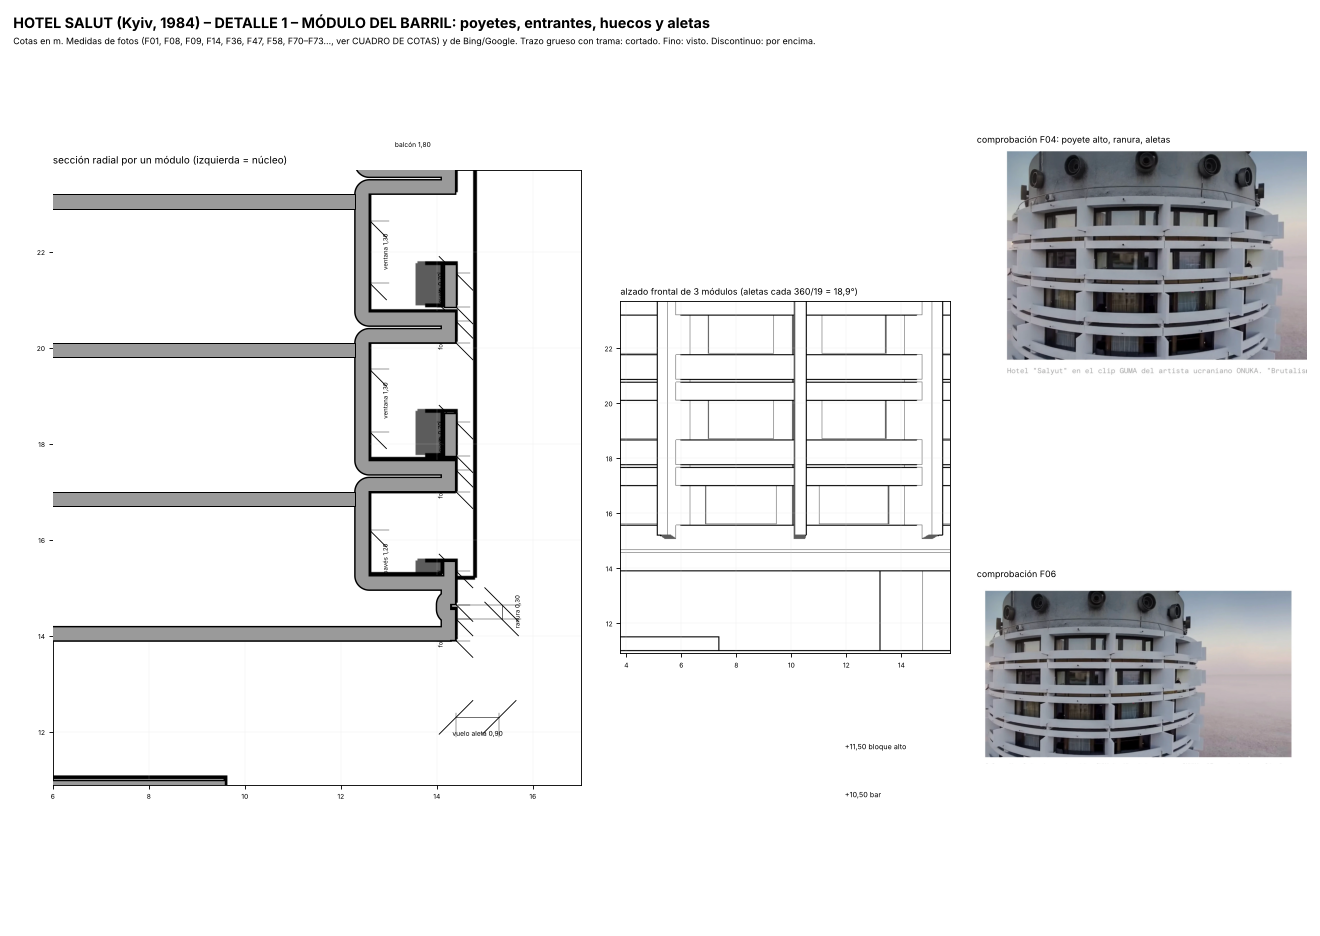 HOTEL SALUT (Kyiv, 1984) – DETALLE 1 – MÓDULO DEL BARRIL: poyetes, entrantes, huecos y aletas
Cotas en m. Medidas de fotos (F01, F08, F09, F14, F36, F47, F58, F70–F73..., ver CUADRO DE COTAS) y de Bing/Google. Trazo grueso con trama: cortado. Fino: visto. Discontinuo: por encima.
balcón 1,80
sección radial por un módulo (izquierda = núcleo)
22
20
18
16
14
12
6
8
10
12
14
16
ventana 1,30
ventana 1,30
fo
fo
fo
ranura 0,30
vuelo aleta 0,90
alzado frontal de 3 módulos (aletas cada 360/19 = 18,9°)
22
20
18
16
14
12
4
6
8
10
12
14
+11,50 bloque alto
+10,50 bar
comprobación F04: poyete alto, ranura, aletas
Hotel "Salyut" en el clip GUMA del artista ucraniano ONUKA. "Brutalis
comprobación F06